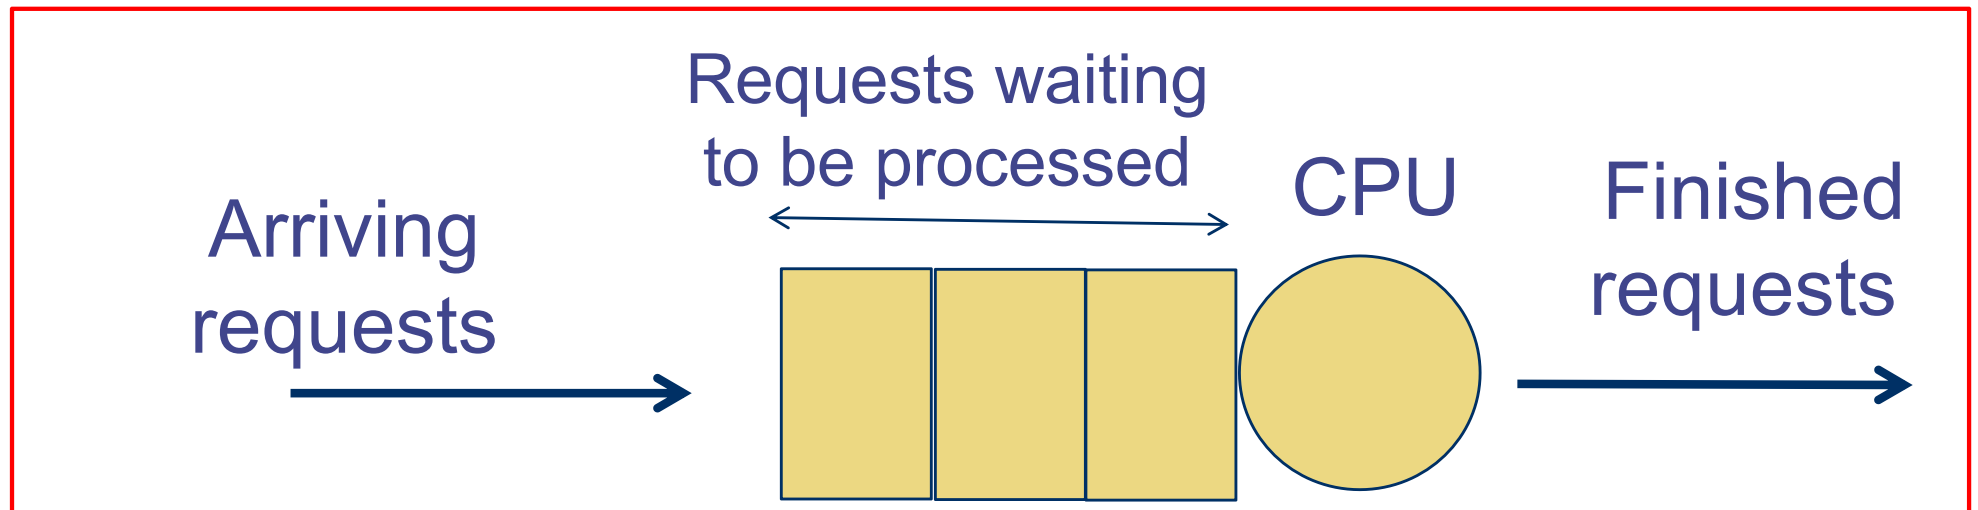 Requests waiting
to be processed
CPU
Finished
requests
Arriving
requests